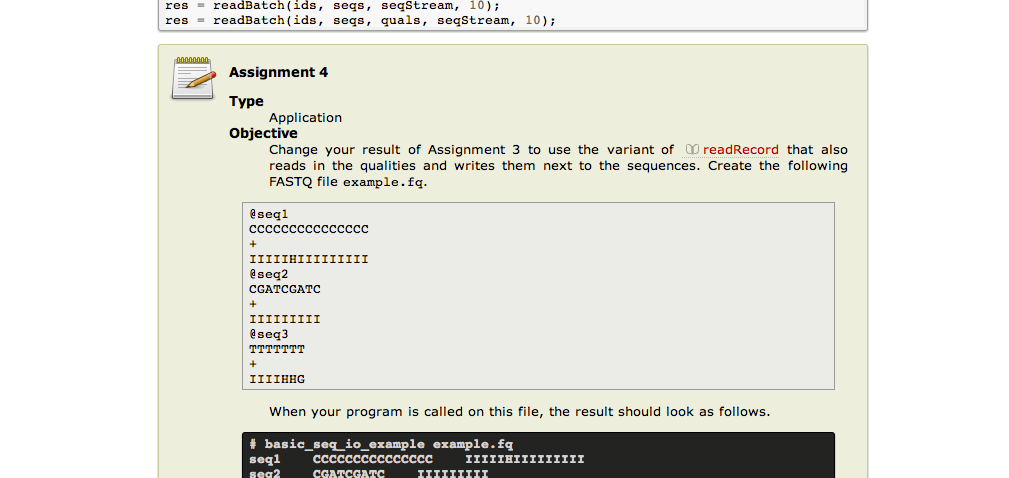 res = readBatch(ids, seqs, seqStream, 10);
res = readBatch(ids, seqs, quals, seqStream, 10);
Assignment 4
Type
Application
Objective
Change your result of Assignment 3 to use the variant of readRecord that also
reads in the qualities and writes them next to the sequences. Create the following
FASTQ file example.fq.
@seq1
CCCCCCCCCCCCCCC
+
IIIIIHIIIIIIIII
@seq2
CGATCGATC
+
IIIIIIIII
@seq3
TTTTTTT
+
IIIIHHG
When your program is called on this file, the result should look as follows.
# basic_seq_io_example example.fq
seq1    CCCCCCCCCCCCCCC    IIIIIHIIIIIIIII
seq2    CGATCGATC    IIIIIIIII